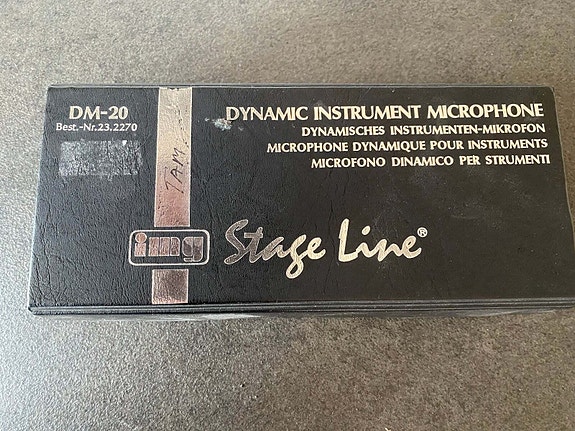 DM-20
Best.-Nr.23.2270
DYNAMIC INSTRUMENT MICROPHONE
DYNAMISCHES INSTRUMENTEN-MIKROFON
MICROPHONE DYNAMIQUE POUR INSTRUMENTS
MICROFONO DINAMICO PER STRUMENTI
TAM
img Stage Line®